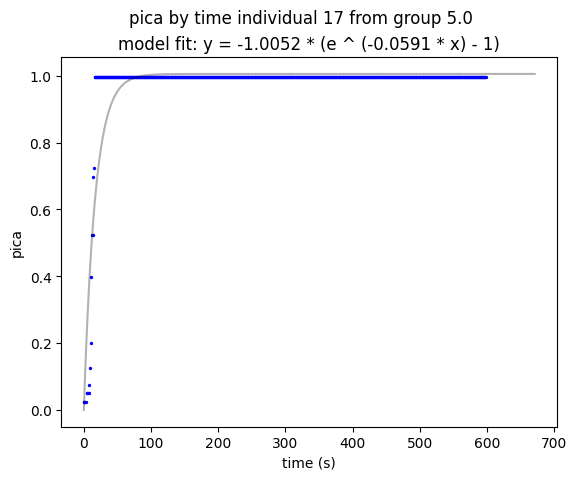 pica by time individual 17 from group 5.0
model fit: y = -1.0052 * (e ^ (-0.0591 * x) - 1)
1.0
0.8
0.6
0.4
0.2
0.0
pica
0 100 200 300 400 500 600 700
time (s)